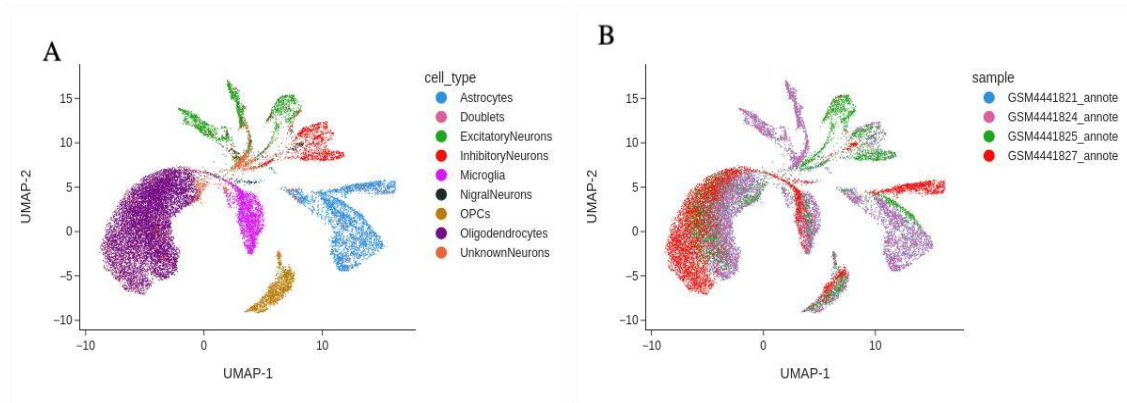 A
cell_type
Astrocytes
Doublets
ExcitatoryNeurons
InhibitoryNeurons
Microglia
NigralNeurons
OPCs
Oligodendrocytes
UnknownNeurons
15
10
5
0
−5
−10
UMAP-2
−10
0
10
UMAP-1
B
sample
GSM4441821_annote
GSM4441824_annote
GSM4441825_annote
GSM4441827_annote
15
10
5
0
−5
−10
UMAP-2
−10
0
10
UMAP-1